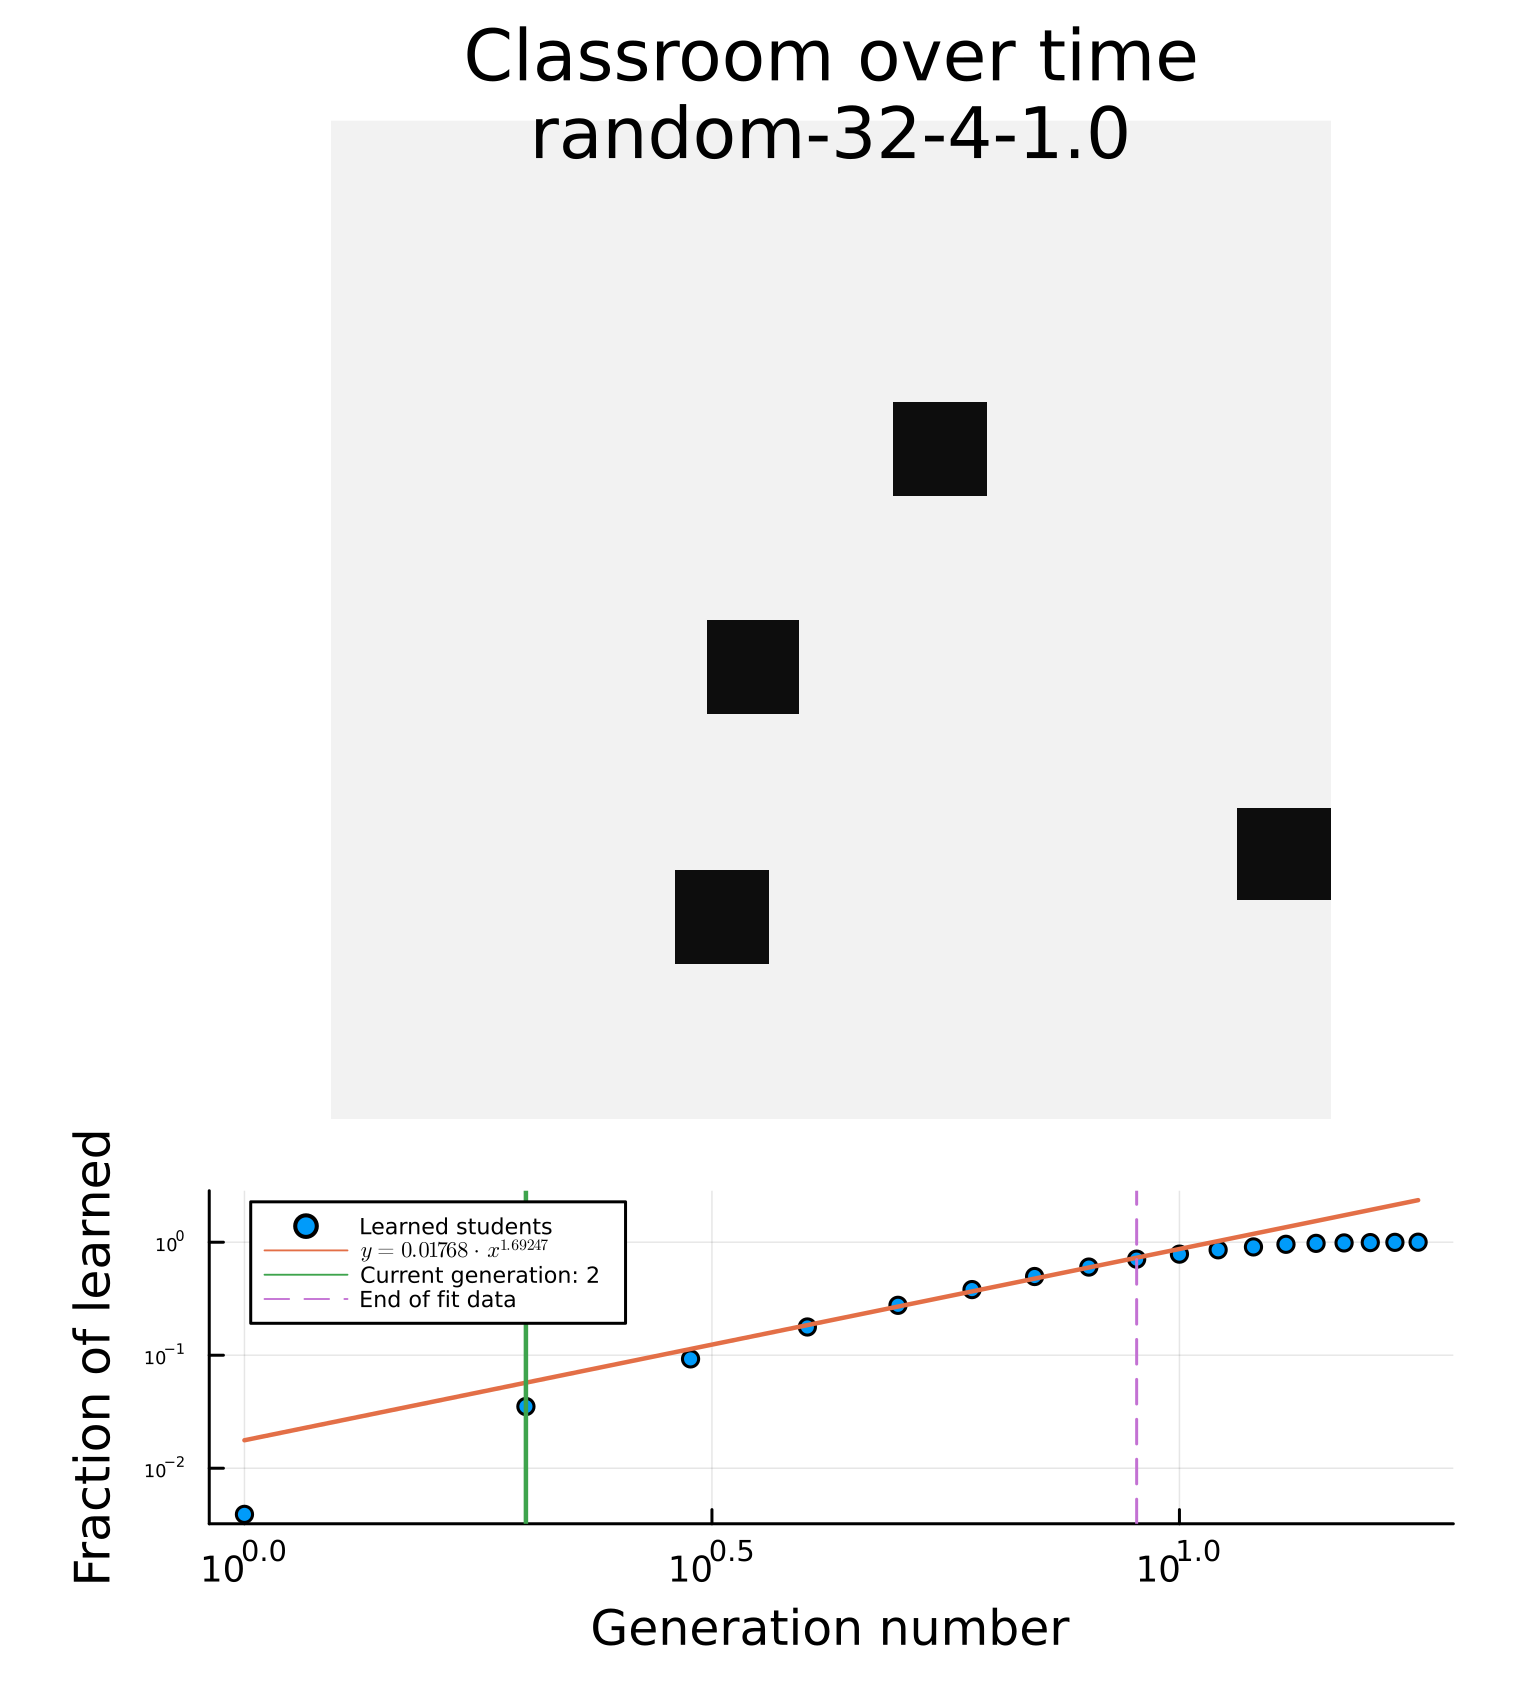 Classroom over time
random-32-4-1.0
Fraction of learned
10⁰
10⁻¹
10⁻²
Learned students
y = 0.01768 · x^1.69247
Current generation: 2
End of fit data
10^0.0
10^0.5
10^1.0
Generation number